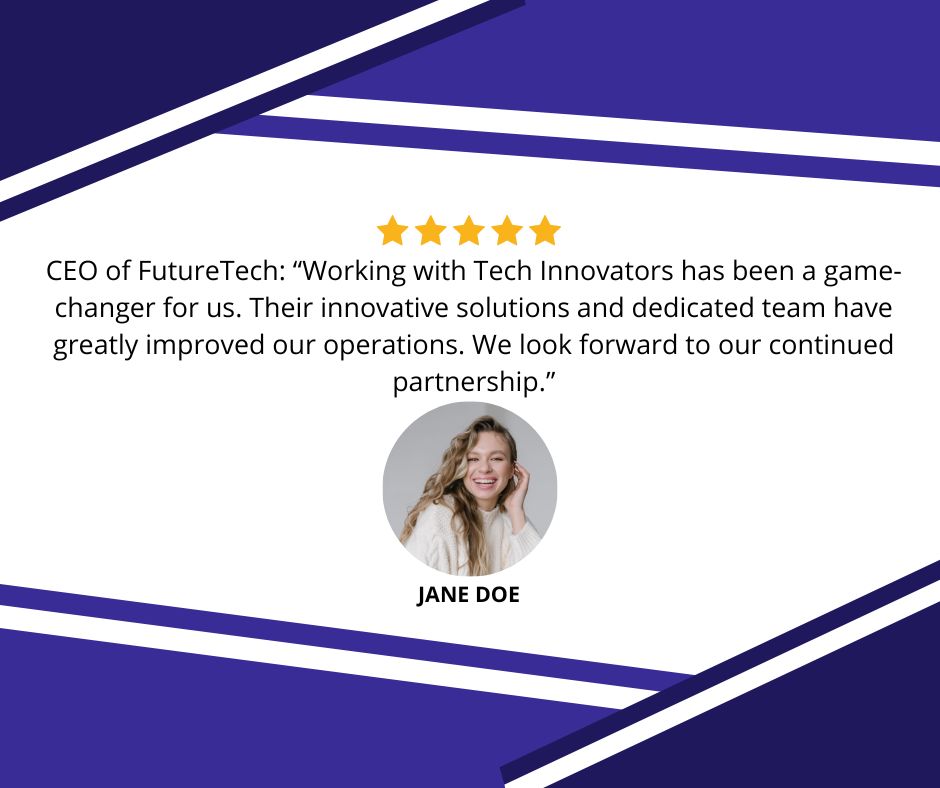 CEO of FutureTech: “Working with Tech Innovators has been a game-
changer for us. Their innovative solutions and dedicated team have
greatly improved our operations. We look forward to our continued
partnership.”
JANE DOE